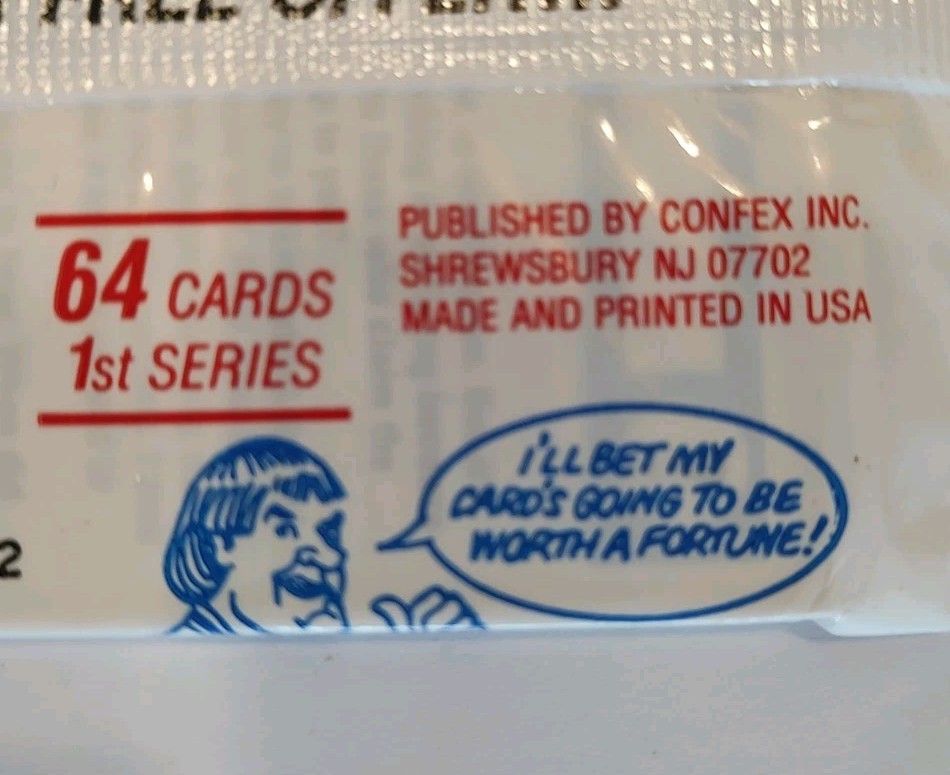 64 CARDS
1st SERIES
PUBLISHED BY CONFEX INC.
SHREWSBURY NJ 07702
MADE AND PRINTED IN USA
I'LL BET MY
CARD'S GOING TO BE
WORTH A FORTUNE!
2